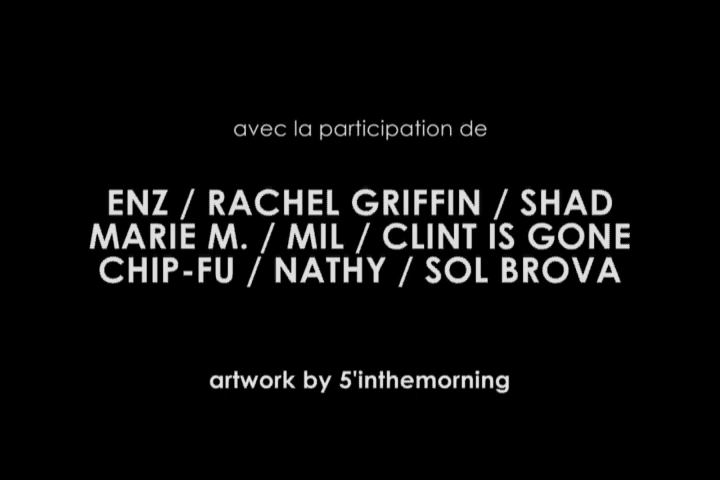 avec la participation de
ENZ / RACHEL GRIFFIN / SHAD
MARIE M. / MIL / CLINT IS GONE
CHIP-FU / NATHY / SOL BROVA
artwork by 5'inthemorning